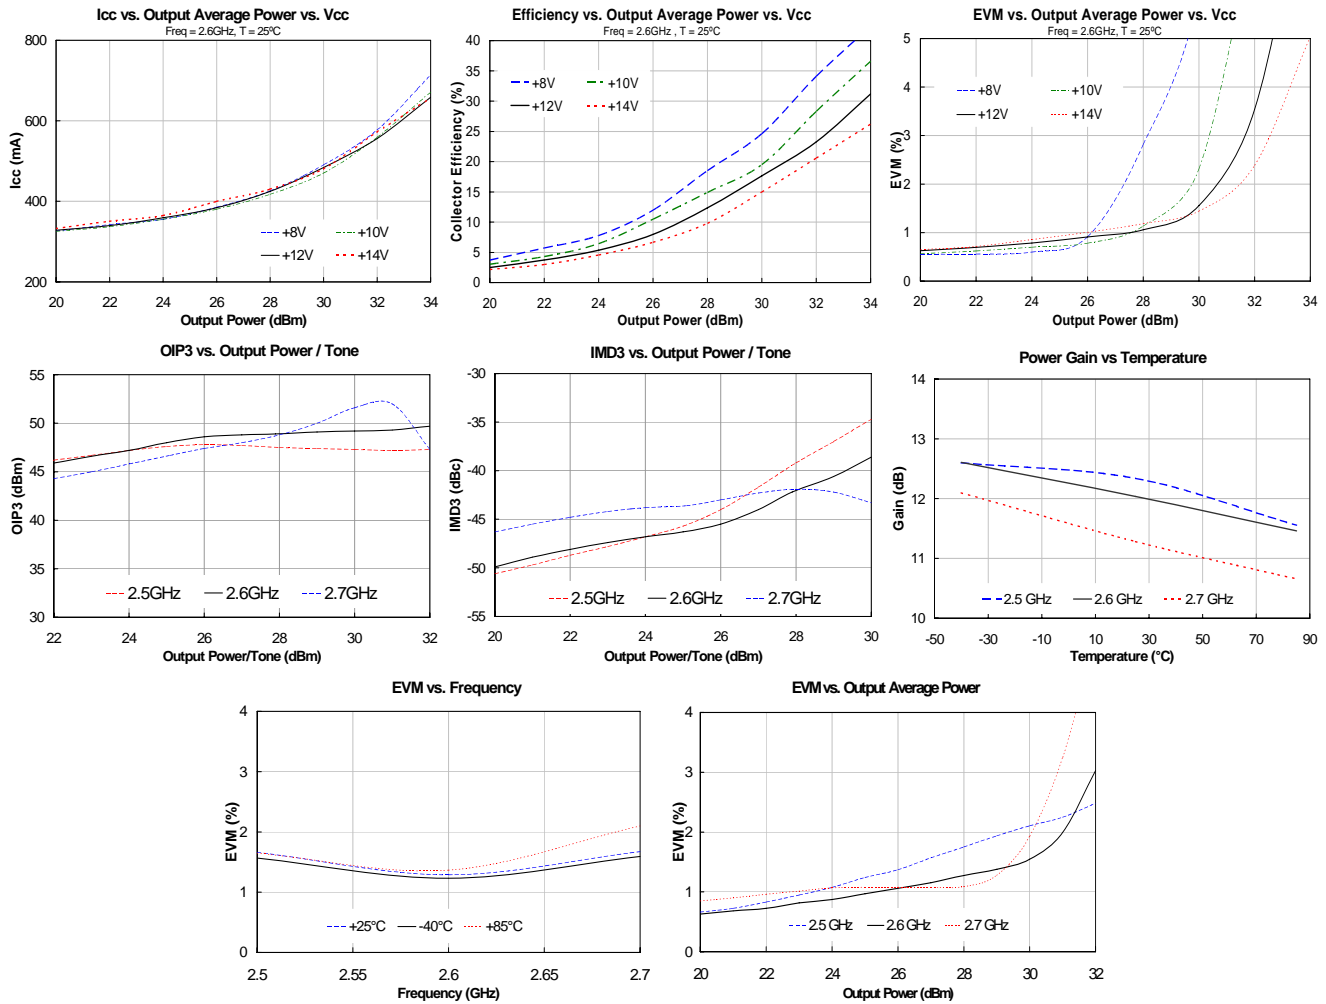 Icc vs. Output Average Power vs. Vcc
Freq = 2.6GHz, T = 25ºC
800
600
400
200
Icc (mA)
+8V +10V
+12V +14V
20 22 24 26 28 30 32 34
Output Power (dBm)
Efficiency vs. Output Average Power vs. Vcc
Freq = 2.6GHz , T = 25ºC
40
35
30
25
20
15
10
5
0
Collector Efficiency (%)
+8V +10V
+12V +14V
20 22 24 26 28 30 32 34
Output Power (dBm)
EVM vs. Output Average Power vs. Vcc
Freq = 2.6GHz, T = 25ºC
5
4
3
2
1
0
EVM (%)
+8V +10V
+12V +14V
20 22 24 26 28 30 32 34
Output Power (dBm)
OIP3 vs. Output Power / Tone
55
50
45
40
35
30
OIP3 (dBm)
2.5GHz 2.6GHz 2.7GHz
22 24 26 28 30 32
Output Power/Tone (dBm)
IMD3 vs. Output Power / Tone
-30
-35
-40
-45
-50
-55
IMD3 (dBc)
2.5GHz 2.6GHz 2.7GHz
20 22 24 26 28 30
Output Power/Tone (dBm)
Power Gain vs Temperature
14
13
12
11
10
Gain (dB)
2.5 GHz 2.6 GHz 2.7 GHz
-50 -30 -10 10 30 50 70 90
Temperature (°C)
EVM vs. Frequency
4
3
2
1
0
EVM (%)
+25ºC -40ºC +85ºC
2.5 2.55 2.6 2.65 2.7
Frequency (GHz)
EVM vs. Output Average Power
4
3
2
1
0
EVM (%)
2.5 GHz 2.6 GHz 2.7 GHz
20 22 24 26 28 30 32
Output Power (dBm)